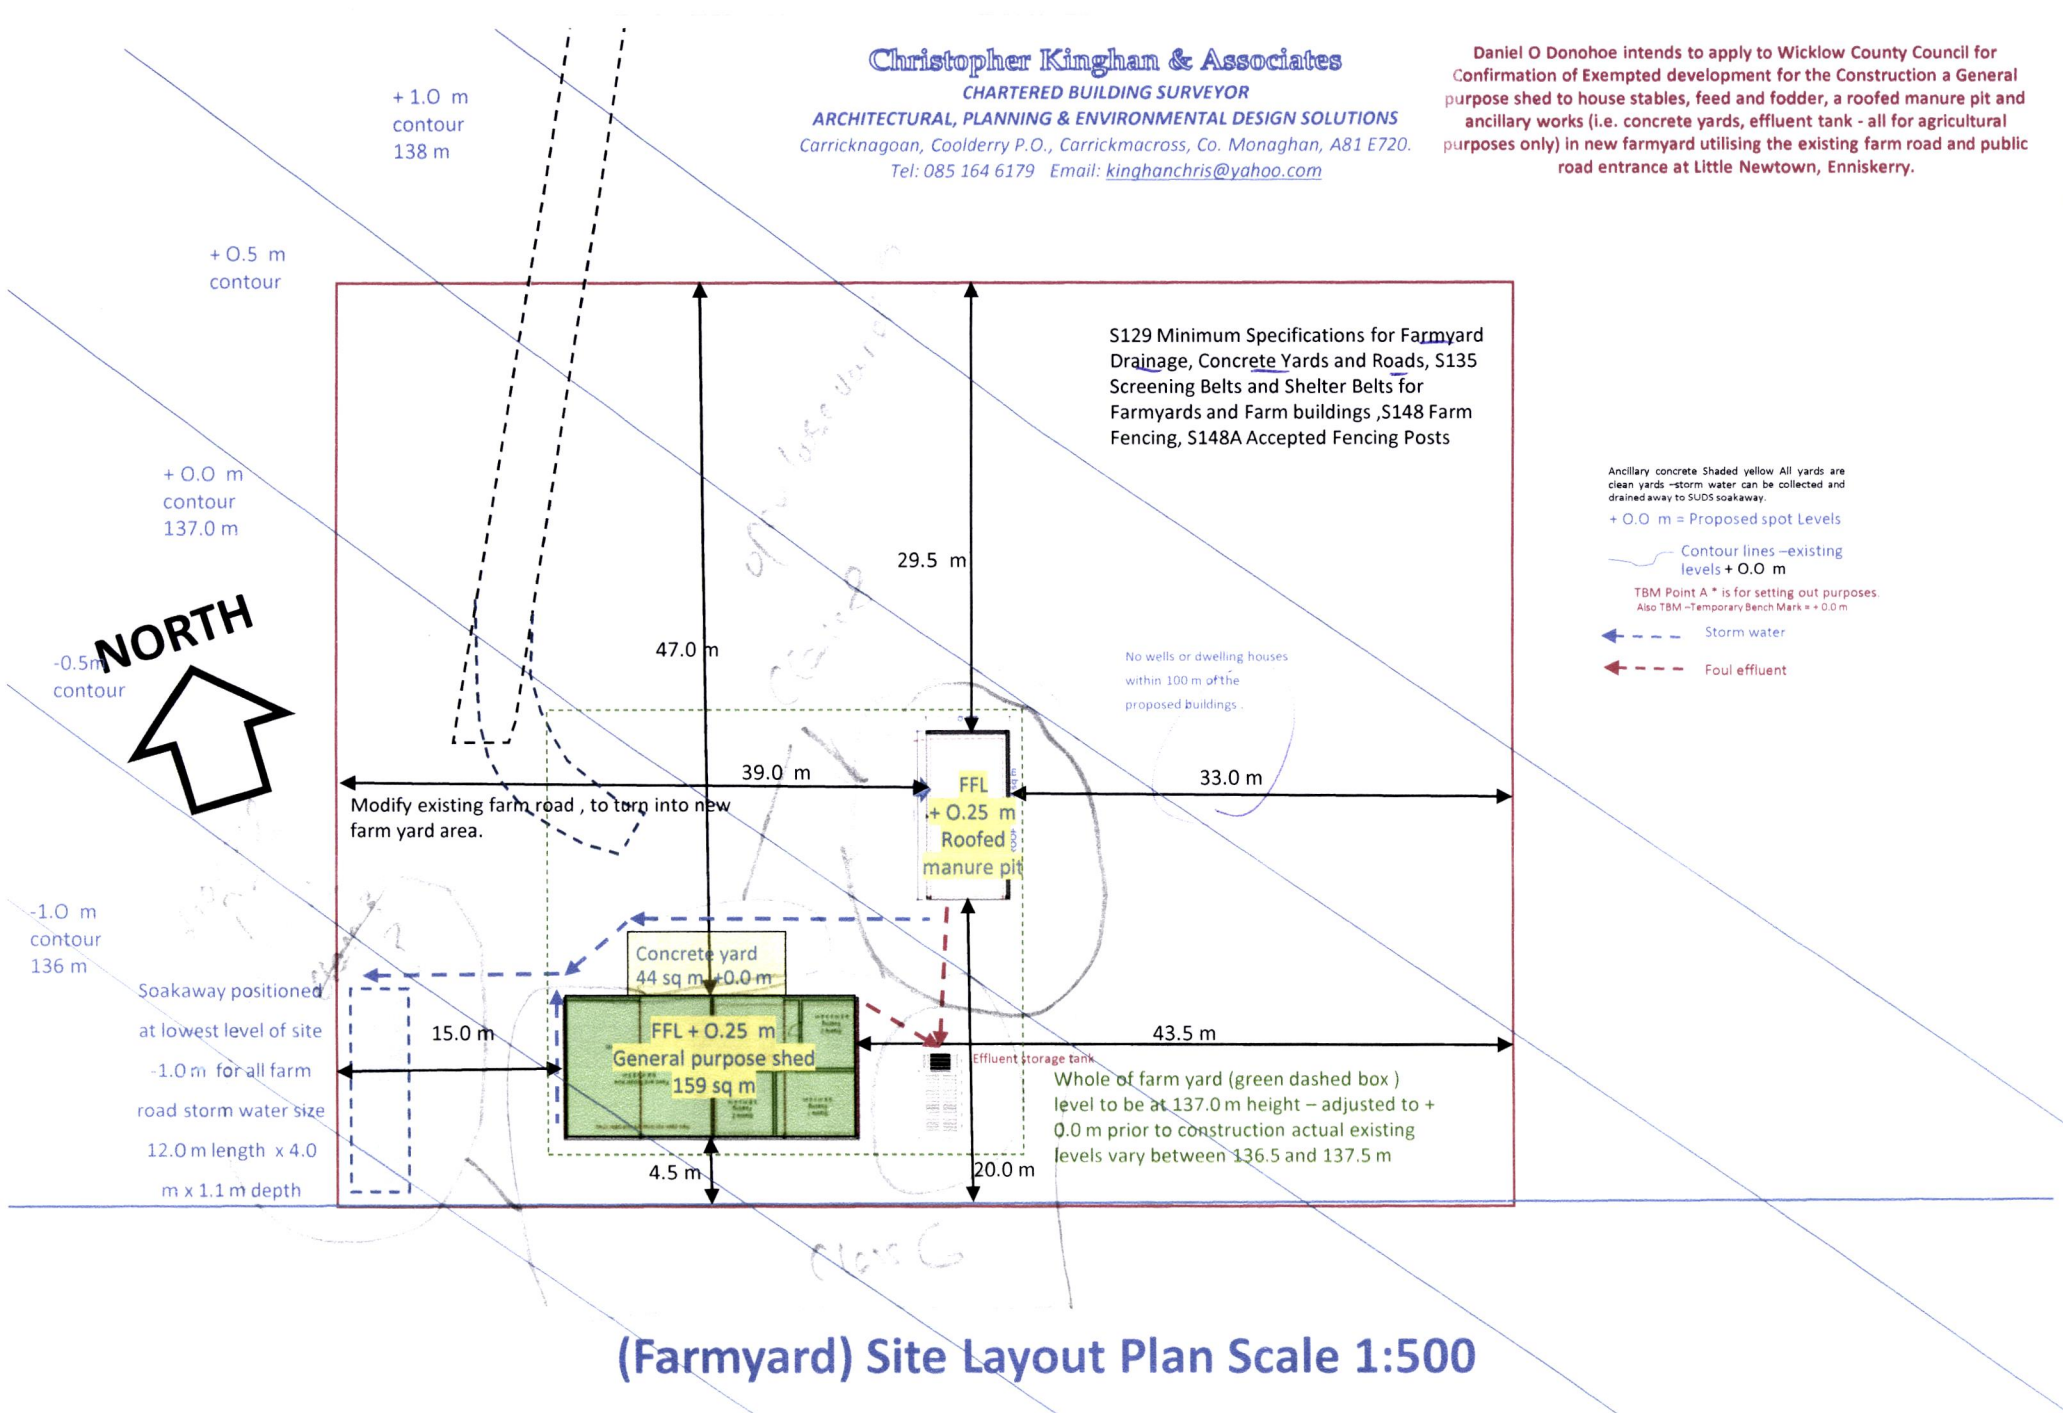 Christopher Kinghan & Associates
CHARTERED BUILDING SURVEYOR
ARCHITECTURAL, PLANNING & ENVIRONMENTAL DESIGN SOLUTIONS
Carricknagoan, Coolderry P.O., Carrickmacross, Co. Monaghan, A81 E720.
Tel: 085 164 6179 Email: kinghanchris@yahoo.com
Daniel O Donohoe intends to apply to Wicklow County Council for
Confirmation of Exempted development for the Construction a General
purpose shed to house stables, feed and fodder, a roofed manure pit and
ancillary works (i.e. concrete yards, effluent tank - all for agricultural
purposes only) in new farmyard utilising the existing farm road and public
road entrance at Little Newtown, Enniskerry.
+ 1.0 m
contour
138 m
+ 0.5 m
contour
+ 0.0 m
contour
137.0 m
NORTH
-0.5m
contour
-1.0 m
contour
136 m
S129 Minimum Specifications for Farmyard
Drainage, Concrete Yards and Roads, S135
Screening Belts and Shelter Belts for
Farmyards and Farm buildings ,S148 Farm
Fencing, S148A Accepted Fencing Posts
Ancillary concrete Shaded yellow All yards are
clean yards –storm water can be collected and
drained away to SUDS soakaway.
+ 0.0 m = Proposed spot Levels
Contour lines –existing
levels + 0.0 m
TBM Point A * is for setting out purposes.
Also TBM –Temporary Bench Mark = + 0.0 m
Storm water
Foul effluent
29.5 m
47.0 m
No wells or dwelling houses
within 100 m of the
proposed buildings .
39.0 m
33.0 m
Modify existing farm road , to turn into new
farm yard area.
FFL
+ 0.25 m
Roofed
manure pit
Concrete yard
44 sq m +0.0 m
Soakaway positioned
at lowest level of site
-1.0 m for all farm
road storm water size
12.0 m length x 4.0
m x 1.1 m depth
15.0 m
FFL + 0.25 m
General purpose shed
159 sq m
43.5 m
Effluent storage tank
Whole of farm yard (green dashed box )
level to be at 137.0 m height – adjusted to +
0.0 m prior to construction actual existing
levels vary between 136.5 and 137.5 m
4.5 m
20.0 m
(Farmyard) Site Layout Plan Scale 1:500